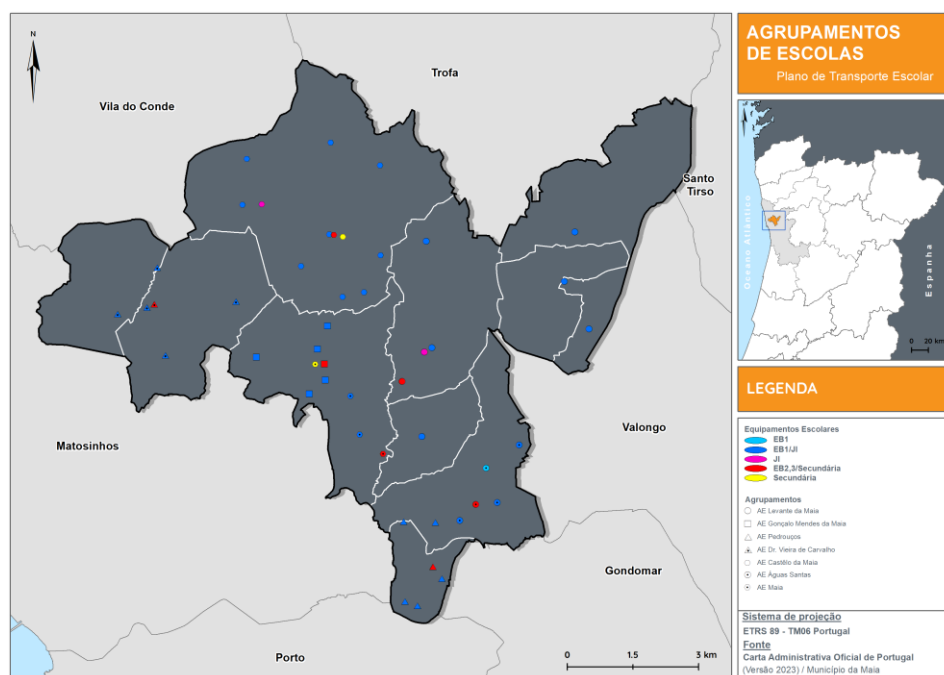 AGRUPAMENTOS
DE ESCOLAS
Plano de Transporte Escolar
N
Trofa
Vila do Conde
Santo
Tirso
Matosinhos
Valongo
Gondomar
Porto
0 1.5 3 km
Oceano Atlântico
Espanha
0 20 km
LEGENDA
Equipamentos Escolares
EB1
EB1/JI
JI
EB2,3/Secundária
Secundária
Agrupamentos
AE Levante da Maia
AE Gonçalo Mendes da Maia
AE Pedrouços
AE Dr. Vieira de Carvalho
AE Castêlo da Maia
AE Águas Santas
AE Maia
Sistema de projeção
ETRS 89 - TM06 Portugal
Fonte
Carta Administrativa Oficial de Portugal
(Versão 2023) / Município da Maia